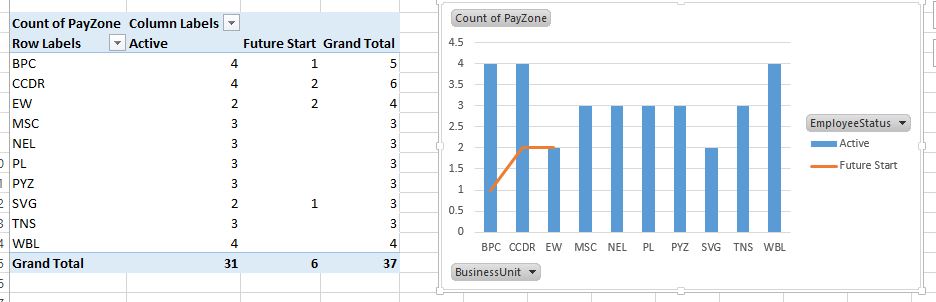 Count of PayZone Column Labels
Row Labels Active Future Start Grand Total
BPC 4 1 5
CCDR 4 2 6
EW 2 2 4
MSC 3 3
NEL 3 3
PL 3 3
PYZ 3 3
SVG 2 1 3
TNS 3 3
WBL 4 4
Grand Total 31 6 37
Count of PayZone
4.5
4
3.5
3
2.5
2
1.5
1
0.5
0
BPC CCDR EW MSC NEL PL PYZ SVG TNS WBL
EmployeeStatus
Active
Future Start
BusinessUnit